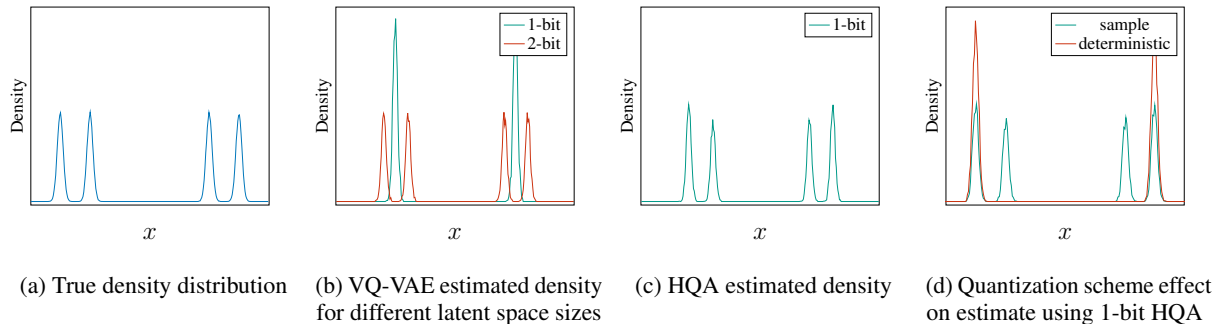 Density
x
(a) True density distribution
1-bit
2-bit
Density
x
(b) VQ-VAE estimated density
for different latent space sizes
1-bit
Density
x
(c) HQA estimated density
sample
deterministic
Density
x
(d) Quantization scheme effect
on estimate using 1-bit HQA